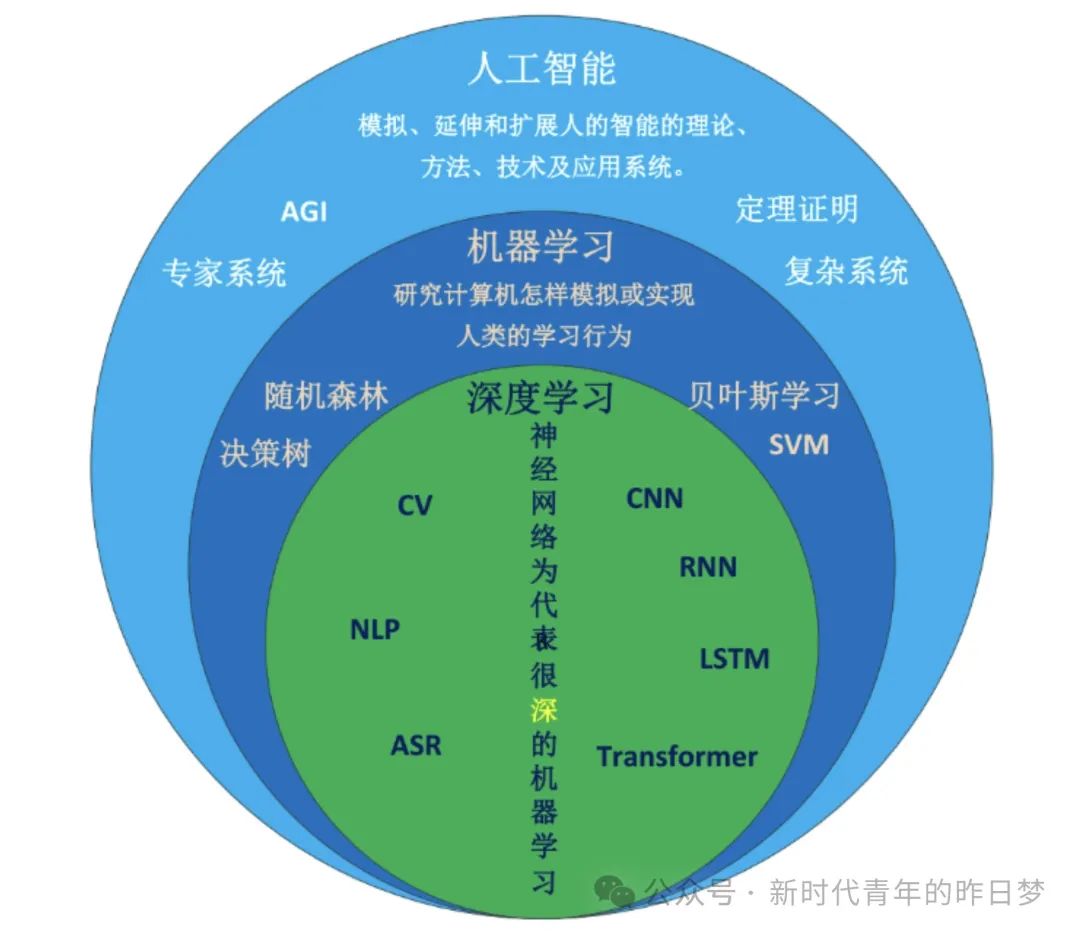 人工智能
模拟、延伸和扩展人的智能的理论、
方法、技术及应用系统。
AGI
定理证明
专家系统
复杂系统
机器学习
研究计算机怎样模拟或实现
人类的学习行为
随机森林
贝叶斯学习
决策树
SVM
深度学习
神经网络为代表很深的机器学习
CV
CNN
RNN
NLP
LSTM
ASR
Transformer
公众号·新时代青年的昨日梦